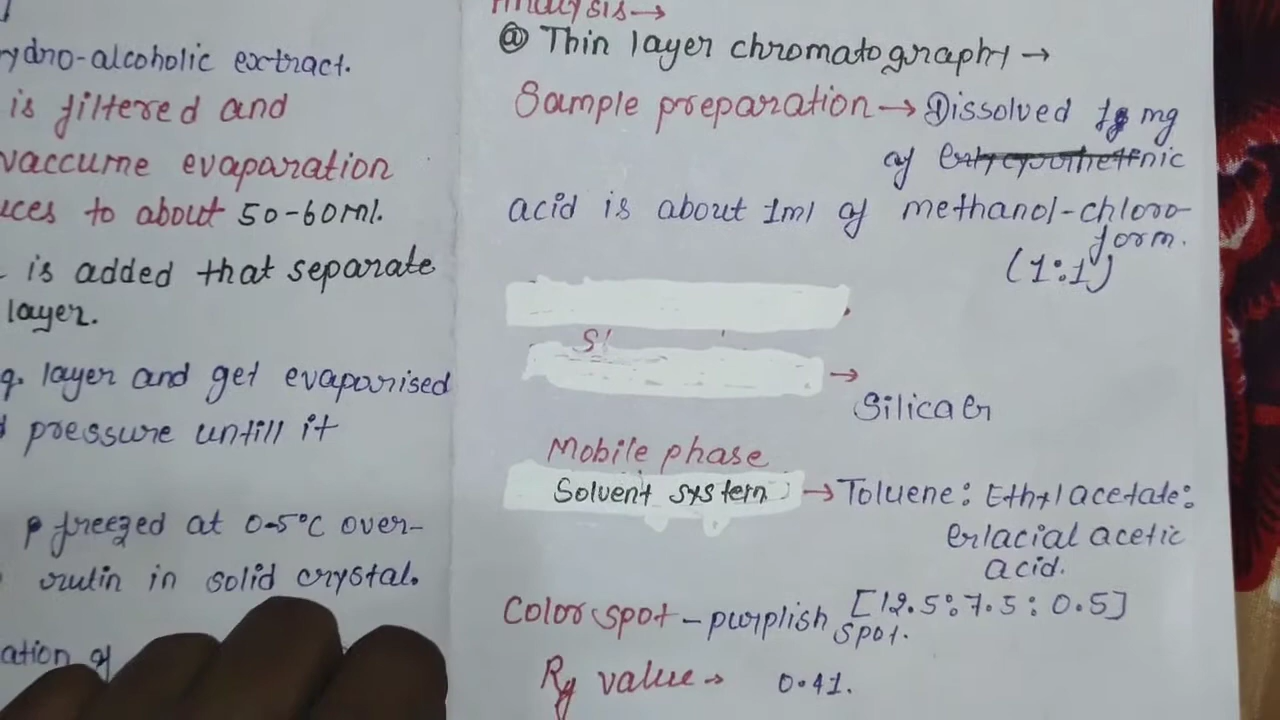 ydro-alcoholic extract.
is filtered and
vaccume evaparation
uces to about 50-60ml.
is added that separate
layer.
q. layer and get evaporised
pressure untill it
freezed at 0-5°C over-
rutin in solid crystal.
ation of
Analysis→
@ Thin layer chromatography →
Sample preparation → Dissolved mg
of
acid is about 1ml of methanol-chloro-
form.
(1:1)
→
Silica G
Mobile phase
Solvent system → Toluene: Ethyl acetate:
Glacial acetic
acid.
[12.5:7.5:0.5]
Color spot - purplish
spot.
Rf value → 0.41.